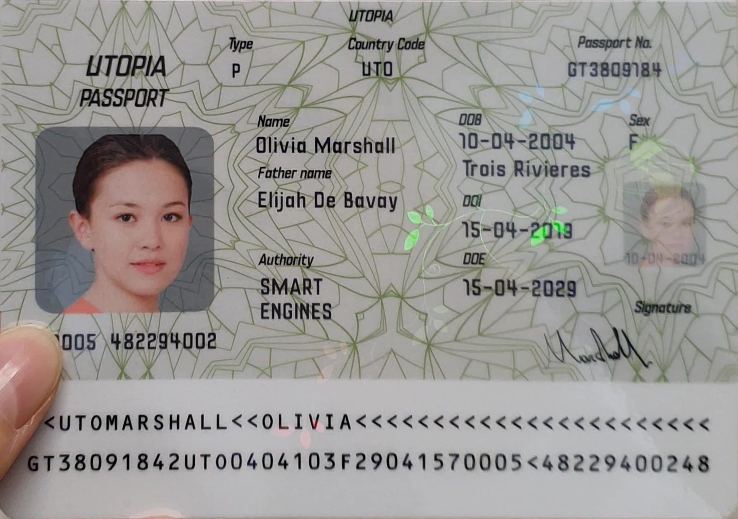 UTOPIA
UTOPIA
PASSPORT
Type
P
Country Code
UTO
Passport No.
GT3809184
Name
Olivia Marshall
Father name
Elijah De Bavay
Authority
SMART
ENGINES
DOB
10-04-2004
Trois Rivieres
DOI
15-04-2019
DOE
15-04-2029
Sex
F
10-04-2004
Signature
Marshall
005 482294002
<UTOMARSHALL<<OLIVIA<<<<<<<<<<<<<<<<<<<<<<<
GT38091842UTO0404103F29041570005<48229400248